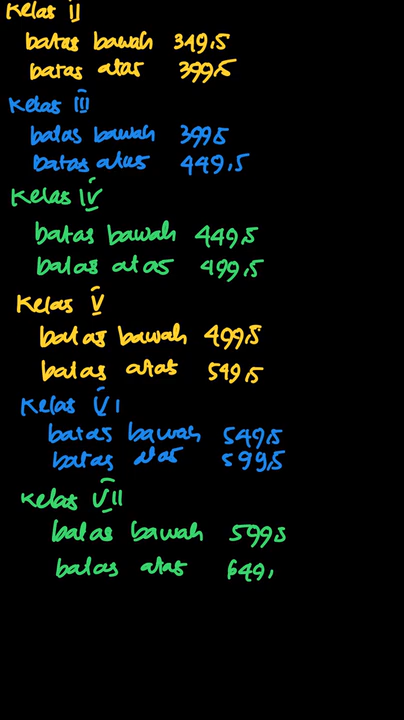 Kelas II
batas bawah 349,5
batas atas 399,5
Kelas III
batas bawah 399,5
batas atas 449,5
Kelas IV
batas bawah 449,5
batas atas 499,5
Kelas V
batas bawah 499,5
batas atas 549,5
Kelas VI
batas bawah 549,5
batas atas 599,5
Kelas VII
batas bawah 599,5
batas atas 649,